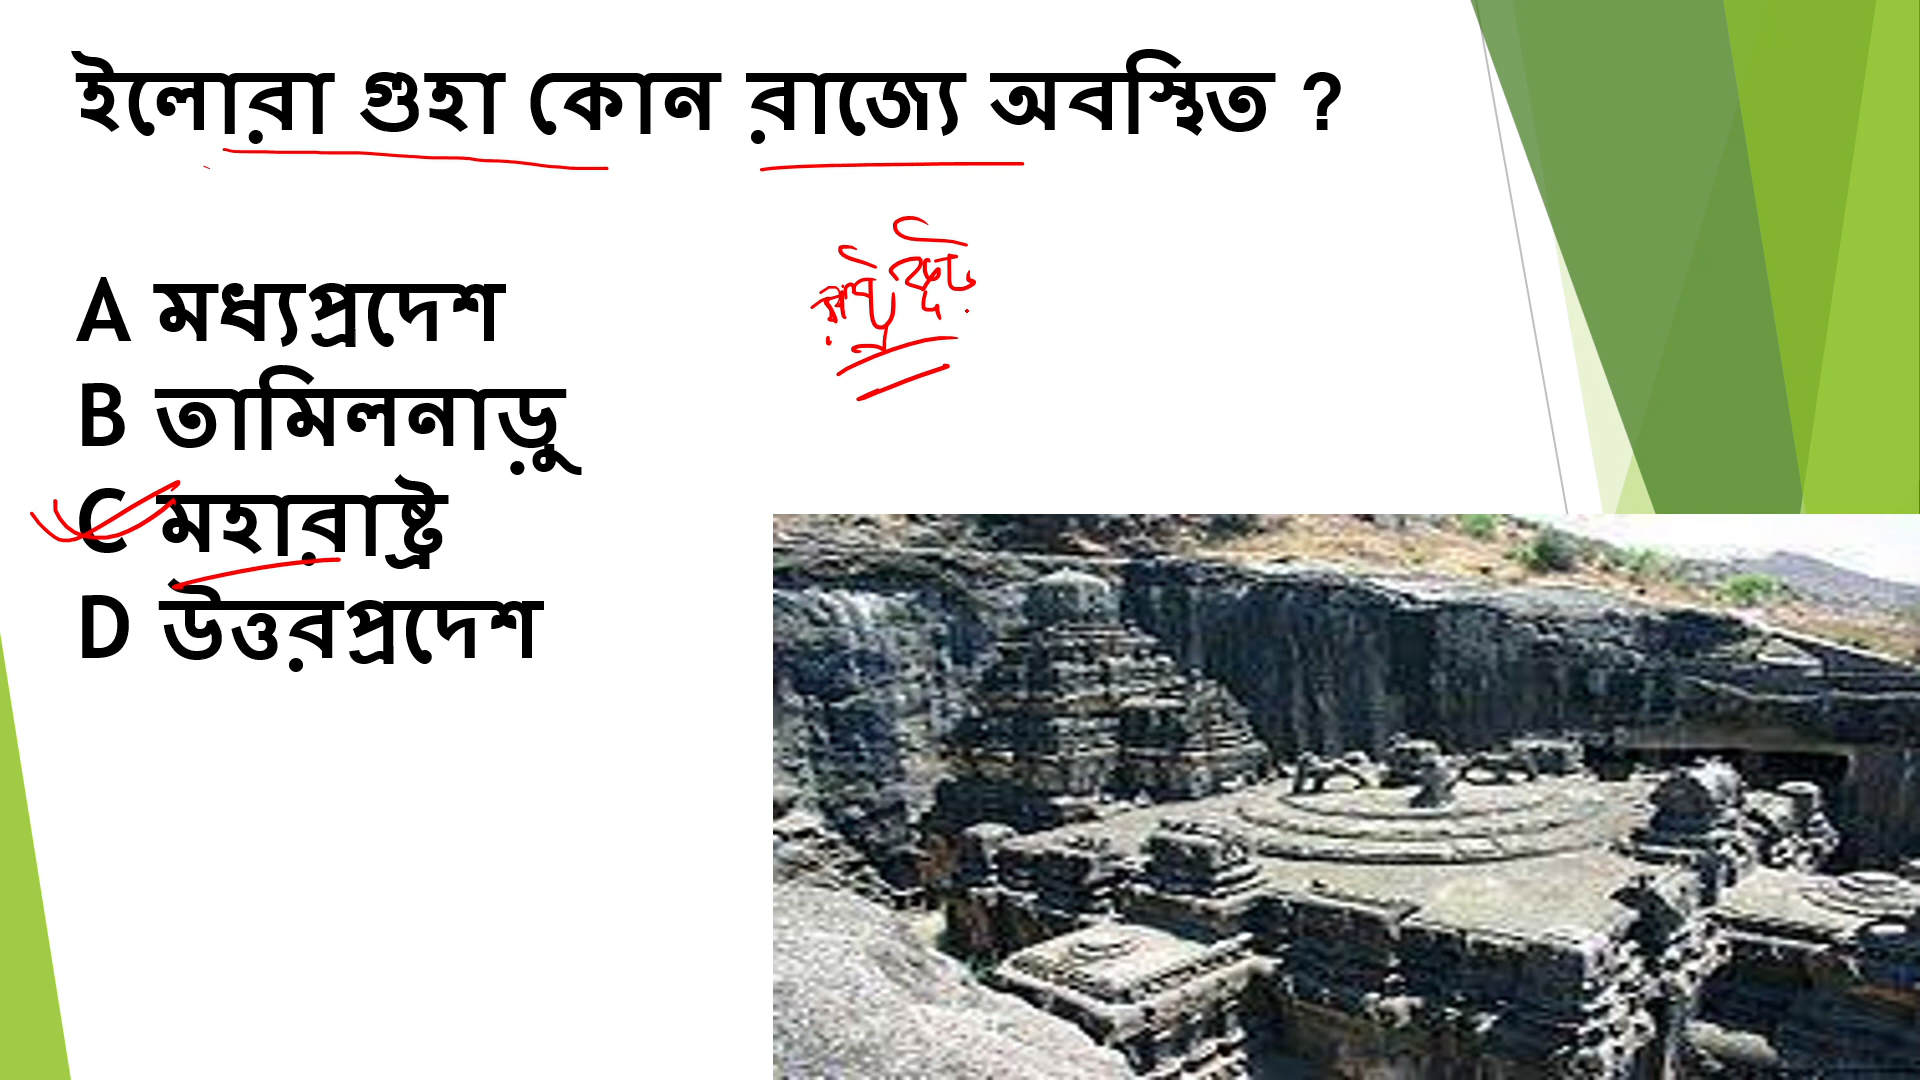 ইলোরা গুহা কোন রাজ্যে অবস্থিত ?
A মধ্যপ্রদেশ
B তামিলনাড়ু
C মহারাষ্ট্র
D উত্তরপ্রদেশ